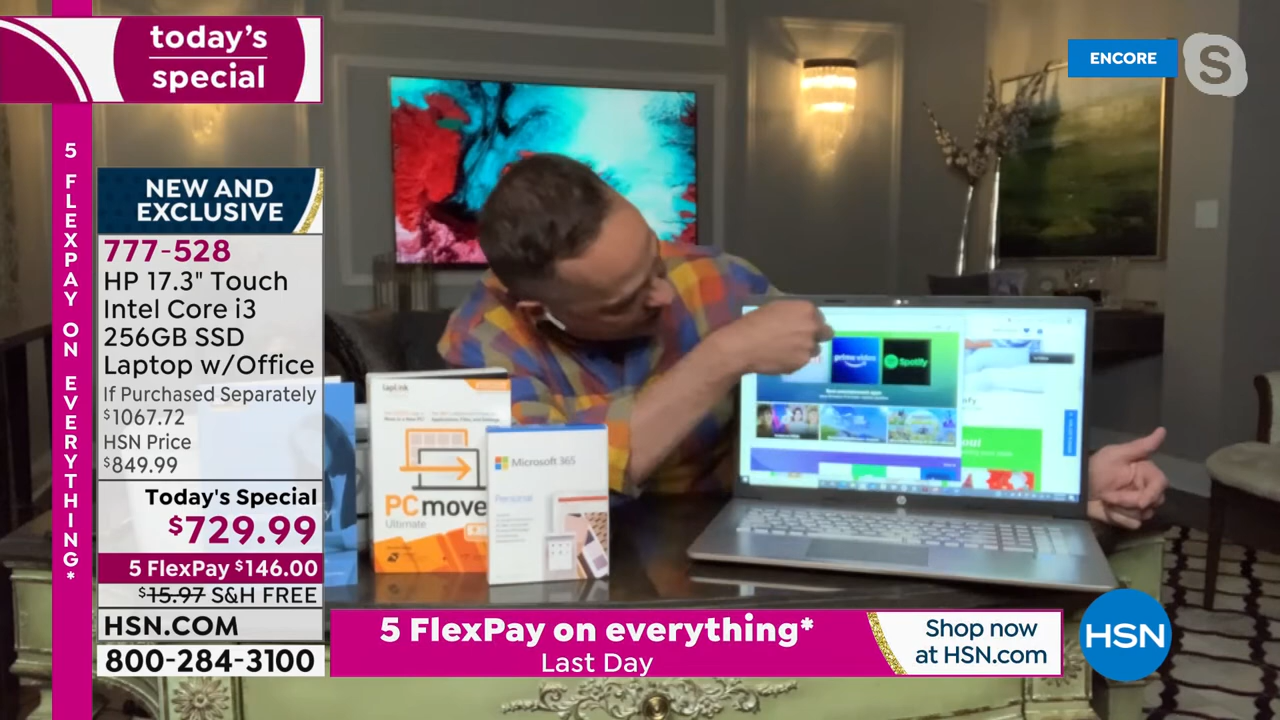 today's
special
ENCORE
S
5 FLEXPAY ON EVERYTHING*
NEW AND
EXCLUSIVE
777-528
HP 17.3" Touch
Intel Core i3
256GB SSD
Laptop w/Office
If Purchased Separately
$1067.72
HSN Price
$849.99
Today's Special
$729.99
5 FlexPay $146.00
$15.97 S&H FREE
HSN.COM
800-284-3100
laplink
PCmove
Ultimate
Microsoft 365
Personal
prime video
Spotify
hp
5 FlexPay on everything*
Last Day
Shop now
at HSN.com
HSN